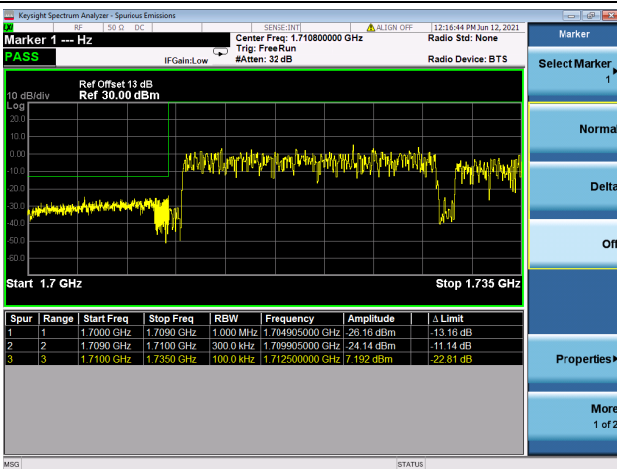 Keysight Spectrum Analyzer - Spurious Emissions
RF 50 Ω DC SENSE:INT ALIGN OFF 12:16:44 PM Jun 12, 2021
Marker 1 --- Hz
Center Freq: 1.710800000 GHz
Radio Std: None
Trig: Free Run
PASS
IFGain:Low
#Atten: 32 dB
Radio Device: BTS
Ref Offset 13 dB
10 dB/div Ref 30.00 dBm
Log
20.0
10.0
0.00
-10.0
-20.0
-30.0
-40.0
-50.0
-60.0
Start 1.7 GHz Stop 1.735 GHz
Spur Range Start Freq Stop Freq RBW Frequency Amplitude Δ Limit
1 1 1.7000 GHz 1.7090 GHz 1.000 MHz 1.704905000 GHz -26.16 dBm -13.16 dB
2 2 1.7090 GHz 1.7100 GHz 300.0 kHz 1.709905000 GHz -24.14 dBm -11.14 dB
3 3 1.7100 GHz 1.7350 GHz 100.0 kHz 1.712500000 GHz 7.192 dBm -22.81 dB
MSG STATUS
Marker
Select Marker
1
Normal
Delta
Off
Properties
More
1 of 2